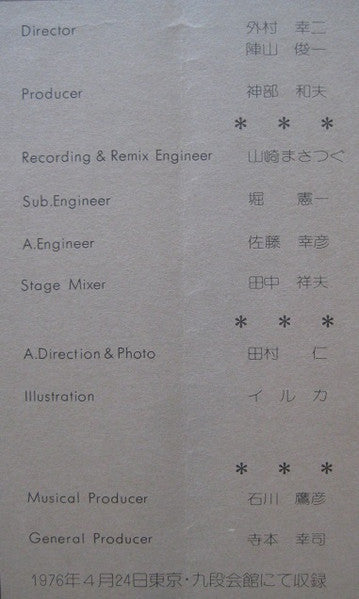 Director 外村 幸二
陣山 俊一
Producer 神部 和夫
* * *
Recording & Remix Engineer 山崎まさつぐ
Sub.Engineer 堀 憲一
A.Engineer 佐藤 幸彦
Stage Mixer 田中 祥夫
* * *
A.Direction & Photo 田村 仁
Illustration イルカ
* * *
Musical Producer 石川 鷹彦
General Producer 寺本 幸司
1976年4月24日東京・九段会館にて収録